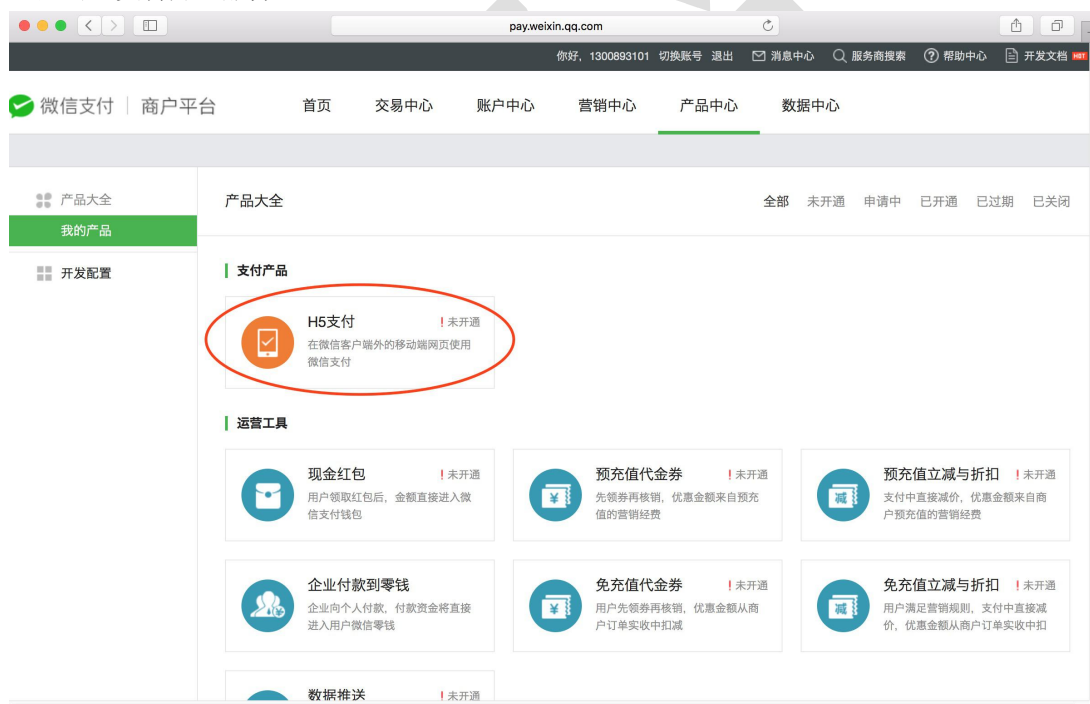 pay.weixin.qq.com
你好，1300893101 切换账号 退出 消息中心 服务商搜索 帮助中心 开发文档 HOT
微信支付 商户平台 首页 交易中心 账户中心 营销中心 产品中心 数据中心
产品大全
我的产品
开发配置
产品大全 全部 未开通 申请中 已开通 已过期 已关闭
支付产品
H5支付 !未开通
在微信客户端外的移动端网页使用
微信支付
运营工具
现金红包 !未开通
用户领取红包后，金额直接进入微
信支付钱包
预充值代金券 !未开通
先领券再核销，优惠金额来自预充
值的营销经费
预充值立减与折扣 !未开通
支付中直接减价，优惠金额来自商
户预充值的营销经费
企业付款到零钱
企业向个人付款，付款资金将直接
进入用户微信零钱
免充值代金券 !未开通
用户先领券再核销，优惠金额从商
户订单实收中扣减
免充值立减与折扣 !未开通
用户满足营销规则，支付中直接减
价，优惠金额从商户订单实收中扣
数据推送 !未开通